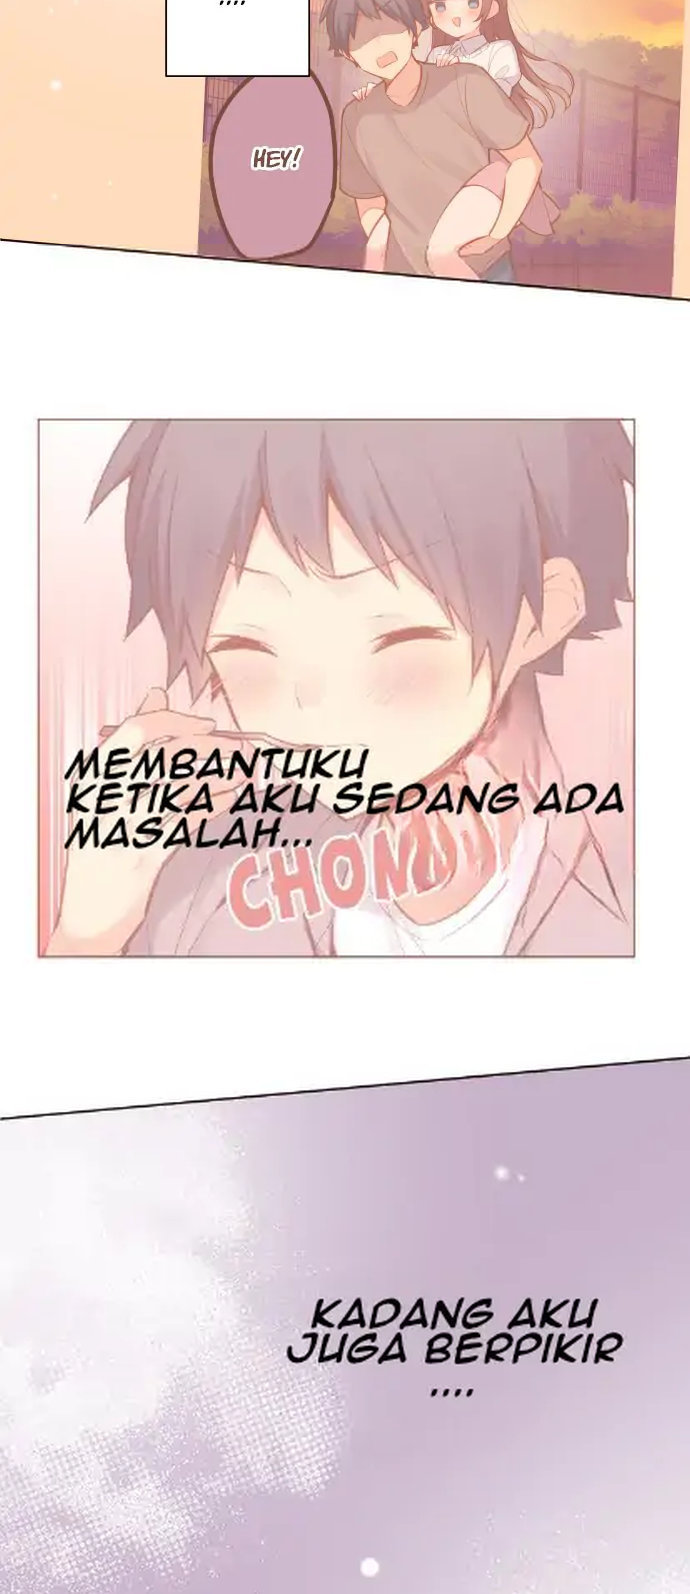 ....
HEY!
MEMBANTUKU
KETIKA AKU SEDANG ADA
MASALAH...
KADANG AKU
JUGA BERPIKIR
....